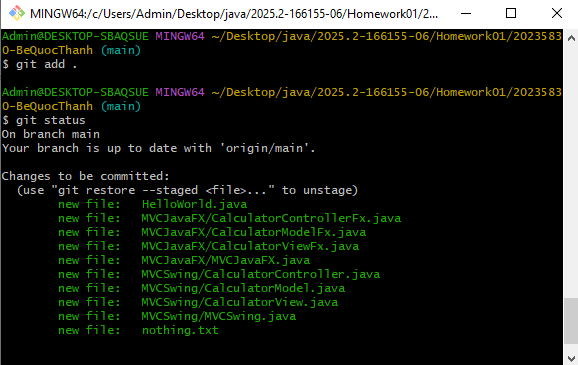 MINGW64:/c/Users/Admin/Desktop/java/2025.2-166155-06/Homework01/2...
Admin@DESKTOP-SBAQSUE MINGW64 ~/Desktop/java/2025.2-166155-06/Homework01/2023583
0-BeQuocThanh (main)
$ git add .
Admin@DESKTOP-SBAQSUE MINGW64 ~/Desktop/java/2025.2-166155-06/Homework01/2023583
0-BeQuocThanh (main)
$ git status
On branch main
Your branch is up to date with 'origin/main'.
Changes to be committed:
  (use "git restore --staged <file>..." to unstage)
        new file:   HelloWorld.java
        new file:   MVCJavaFX/CalculatorControllerFx.java
        new file:   MVCJavaFX/CalculatorModelFx.java
        new file:   MVCJavaFX/CalculatorViewFx.java
        new file:   MVCJavaFX/MVCJavaFX.java
        new file:   MVCSwing/CalculatorController.java
        new file:   MVCSwing/CalculatorModel.java
        new file:   MVCSwing/CalculatorView.java
        new file:   MVCSwing/MVCSwing.java
        new file:   nothing.txt